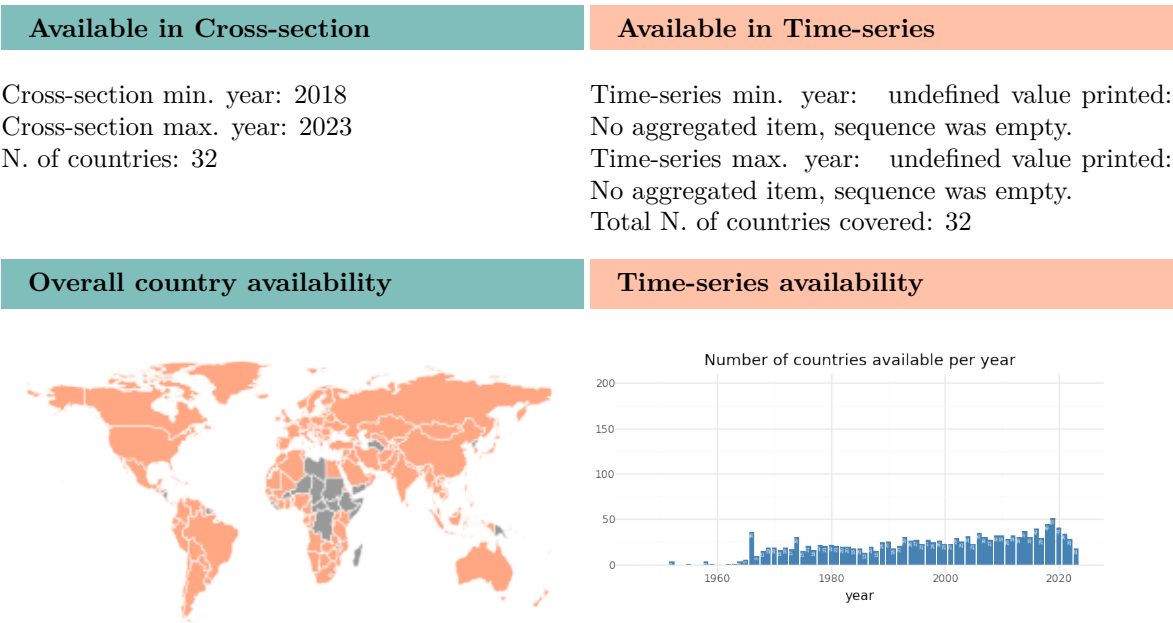 Available in Cross-section
Available in Time-series
Cross-section min. year: 2018
Cross-section max. year: 2023
N. of countries: 32
Time-series min. year: undefined value printed:
No aggregated item, sequence was empty.
Time-series max. year: undefined value printed:
No aggregated item, sequence was empty.
Total N. of countries covered: 32
Overall country availability
Time-series availability
Number of countries available per year
200
150
100
50
0
1960
1980
2000
2020
year